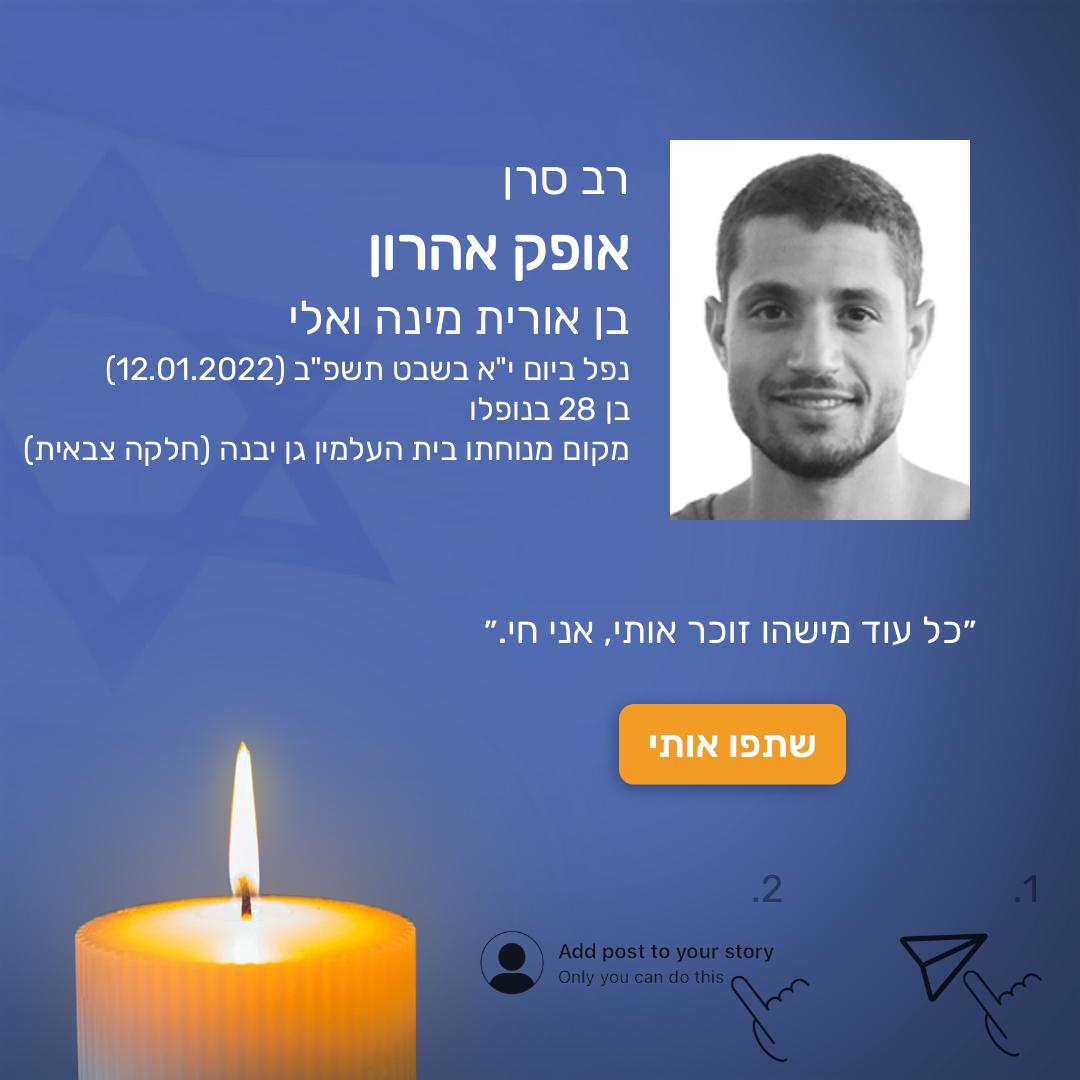 רב סרן
אופק אהרון
בן אורית מינה ואלי
נפל ביום י"א בשבט תשפ"ב (12.01.2022)
בן 28 בנופלו
מקום מנוחתו בית העלמין גן יבנה (חלקה צבאית)
״כל עוד מישהו זוכר אותי, אני חי.״
שתפו אותי
1.
2.
Add post to your story
Only you can do this